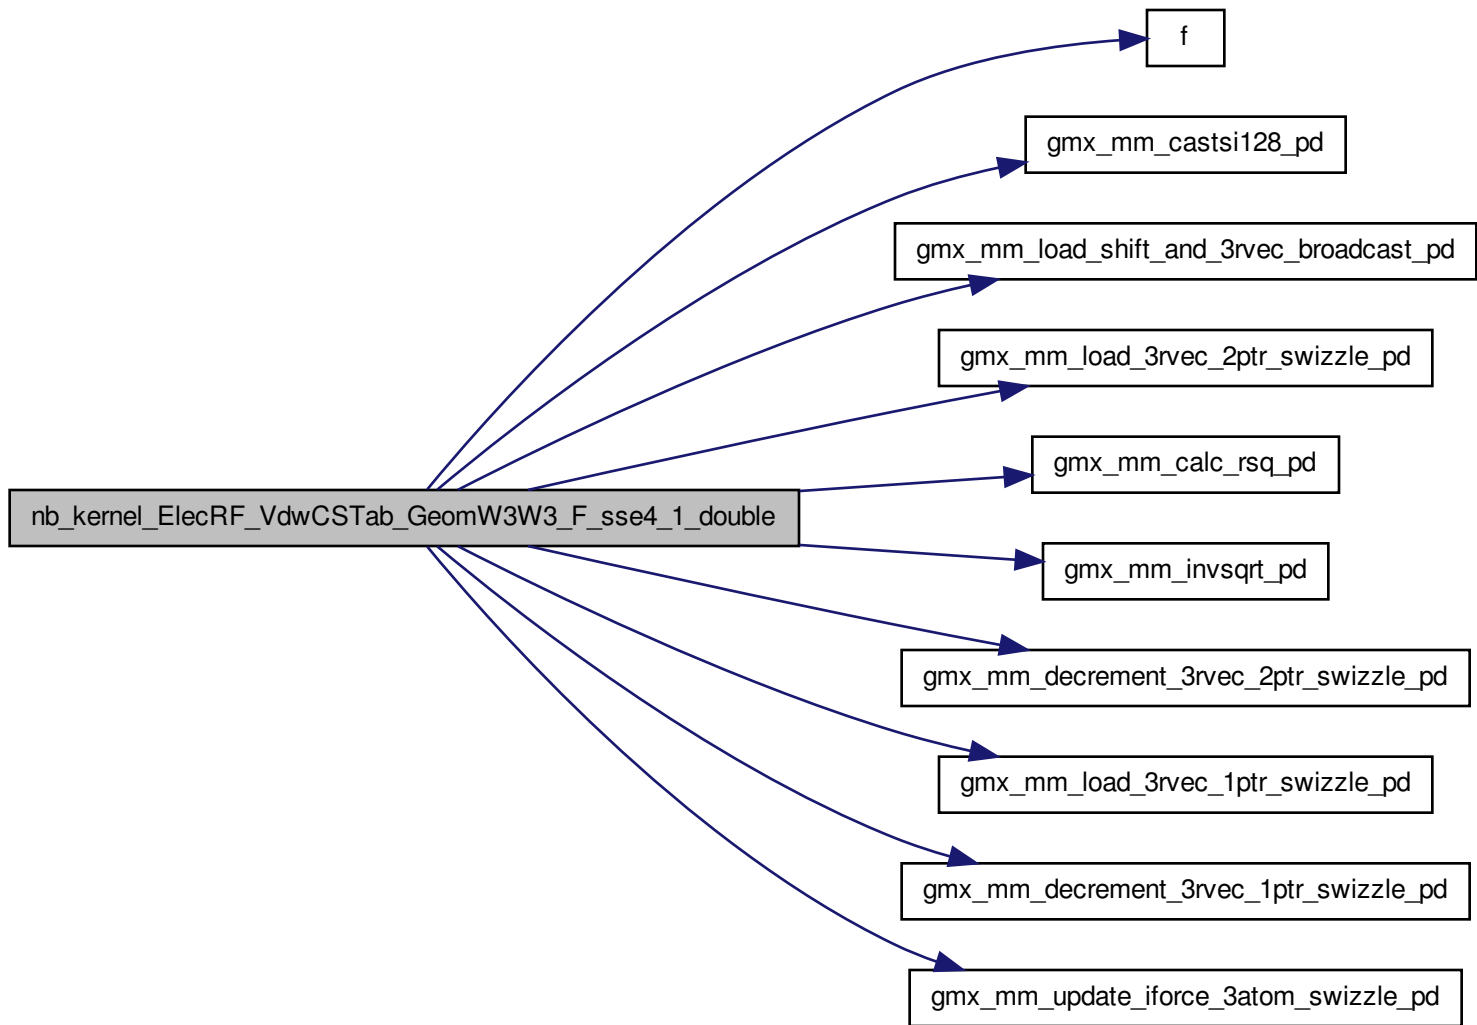 f
gmx_mm_castsi128_pd
gmx_mm_load_shift_and_3rvec_broadcast_pd
gmx_mm_load_3rvec_2ptr_swizzle_pd
gmx_mm_calc_rsq_pd
nb_kernel_ElecRF_VdwCSTab_GeomW3W3_F_sse4_1_double
gmx_mm_invsqrt_pd
gmx_mm_decrement_3rvec_2ptr_swizzle_pd
gmx_mm_load_3rvec_1ptr_swizzle_pd
gmx_mm_decrement_3rvec_1ptr_swizzle_pd
gmx_mm_update_iforce_3atom_swizzle_pd